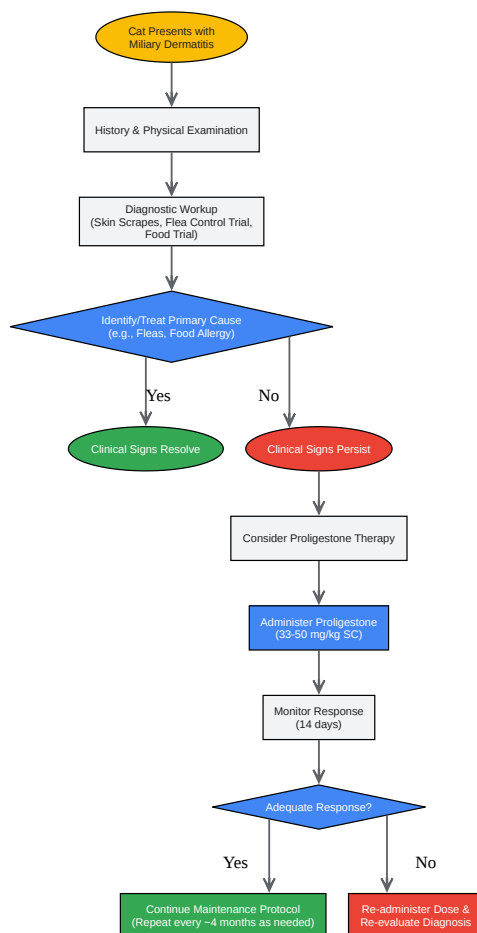 Cat Presents with
Miliary Dermatitis
History & Physical Examination
Diagnostic Workup
(Skin Scrapes, Flea Control Trial,
Food Trial)
Identify/Treat Primary Cause
(e.g., Fleas, Food Allergy)
Yes
No
Clinical Signs Resolve
Clinical Signs Persist
Consider Proligestone Therapy
Administer Proligestone
(33-50 mg/kg SC)
Monitor Response
(14 days)
Adequate Response?
Yes
No
Continue Maintenance Protocol
(Repeat every ~4 months as needed)
Re-administer Dose &
Re-evaluate Diagnosis